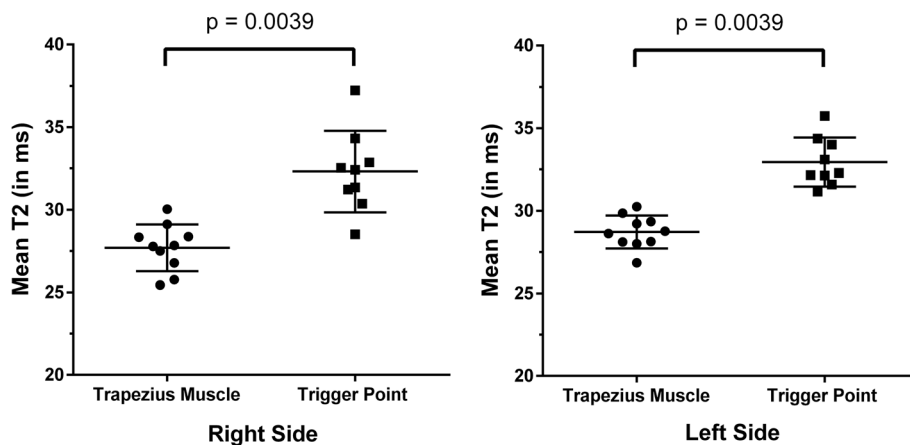 p = 0.0039
40
35
30
25
20
Mean T2 (in ms)
Trapezius Muscle
Trigger Point
Right Side
p = 0.0039
40
35
30
25
20
Mean T2 (in ms)
Trapezius Muscle
Trigger Point
Left Side